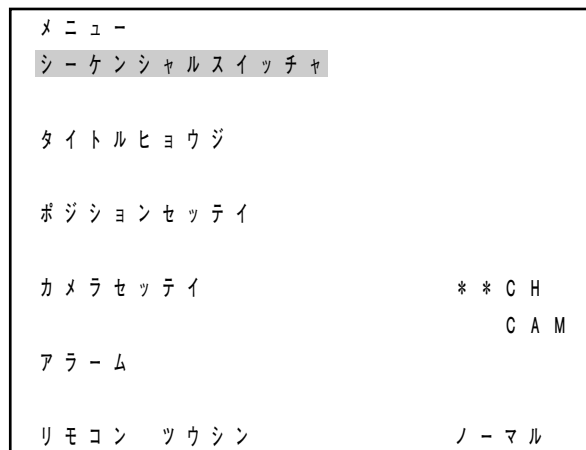 メニュー
シーケンシャルスイッチャ
タイトルヒョウジ
ポジションセッテイ
カメラセッテイ **CH
CAM
アラーム
リモコン ツウシン ノーマル